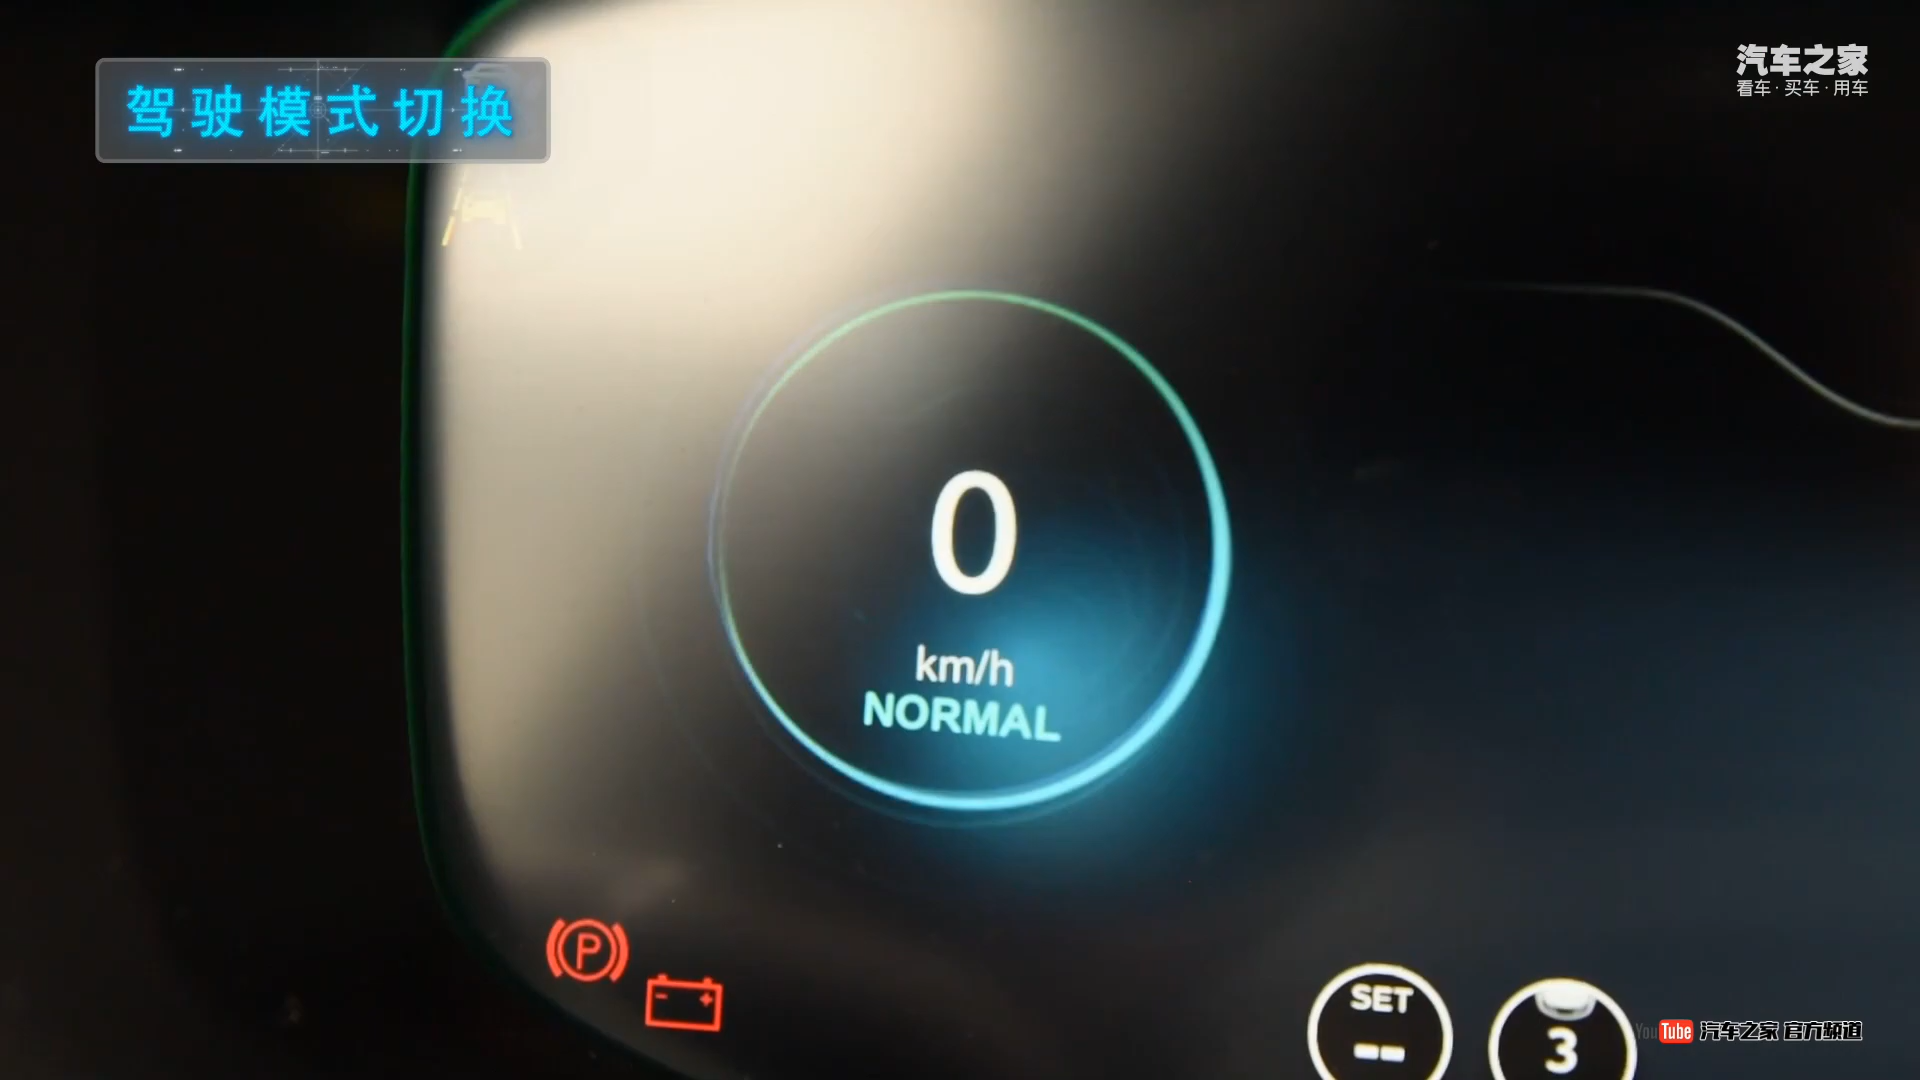 驾驶模式切换
汽车之家
看车·买车·用车
0
km/h
NORMAL
P
SET
--
3
YouTube 汽车之家 官方频道